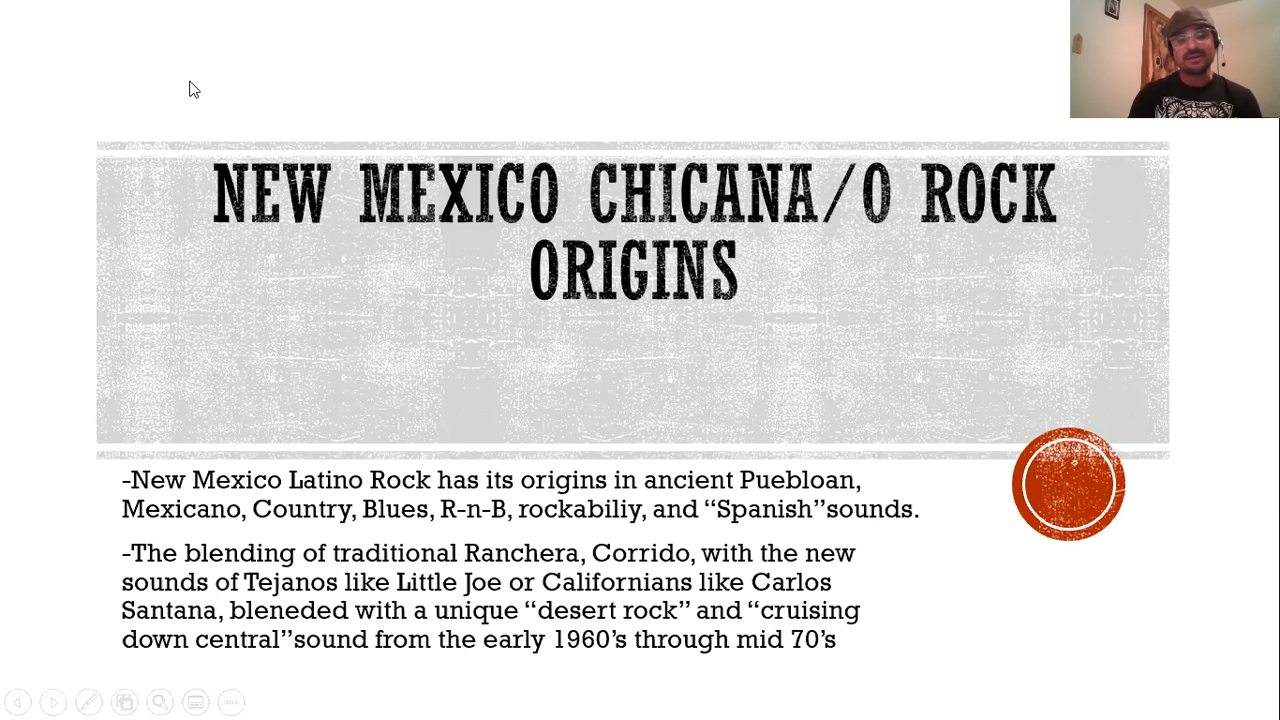 NEW MEXICO CHICANA/O ROCK
ORIGINS
-New Mexico Latino Rock has its origins in ancient Puebloan,
Mexicano, Country, Blues, R-n-B, rockabiliy, and “Spanish”sounds.
-The blending of traditional Ranchera, Corrido, with the new
sounds of Tejanos like Little Joe or Californians like Carlos
Santana, bleneded with a unique “desert rock” and “cruising
down central”sound from the early 1960’s through mid 70’s